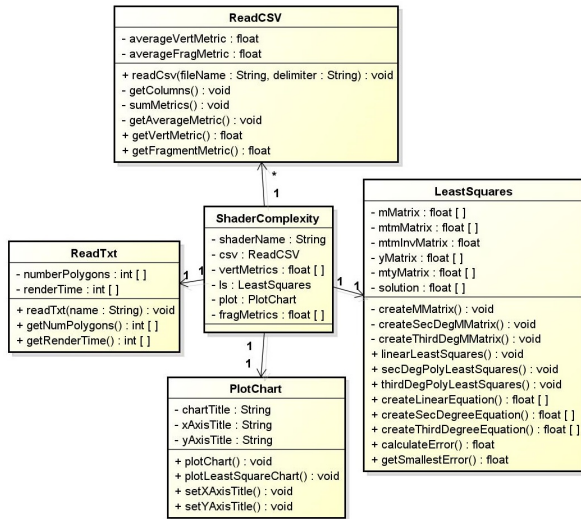 ReadCSV
- averageVertMetric : float
- averageFragMetric : float
+ readCsv(fileName : String, delimiter : String) : void
- getColumns() : void
- sumMetrics() : void
- getAverageMetric() : void
+ getVertMetric() : float
+ getFragmentMetric() : float
*
1
ShaderComplexity
- shaderName : String
- csv : ReadCSV
- vertMetrics : float [ ]
- ls : LeastSquares
- plot : PlotChart
- fragMetrics : float [ ]
1
1
1
1
1
1
ReadTxt
- numberPolygons : int [ ]
- renderTime : int [ ]
+ readTxt(name : String) : void
+ getNumPolygons() : int [ ]
+ getRenderTime() : int [ ]
LeastSquares
- mMatrix : float [ ]
- mtmMatrix : float [ ]
- mtmInvMatrix : float
- yMatrix : float [ ]
- mtyMatrix : float [ ]
- solution : float [ ]
- createMMatrix() : void
- createSecDegMMatrix() : void
- createThirdDegMMatrix() : void
+ linearLeastSquares() : void
+ secDegPolyLeastSquares() : void
+ thirdDegPolyLeastSquares() : void
+ createLinearEquation() : float [ ]
+ createSecDegreeEquation() : float [ ]
+ createThirdDegreeEquation() : float [ ]
+ calculateError() : float
+ getSmallestError() : float
PlotChart
- chartTitle : String
- xAxisTitle : String
- yAxisTitle : String
+ plotChart() : void
+ plotLeastSquareChart() : void
+ setXAxisTitle() : void
+ setYAxisTitle() : void